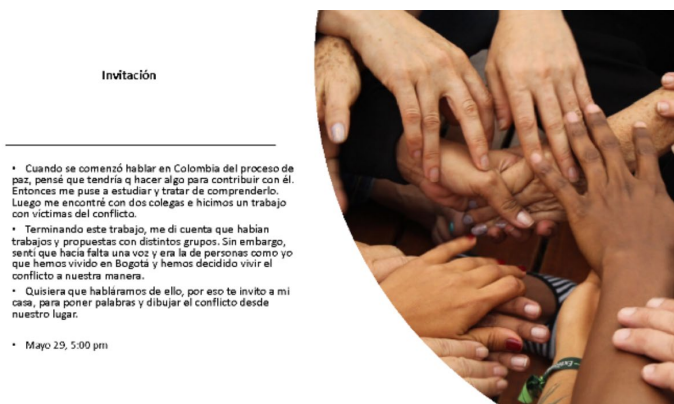 Invitación
• Cuando se comenzó hablar en Colombia del proceso de
paz, pensé que tendría q hacer algo para contribuir con él.
Entonces me puse a estudiar y tratar de comprenderlo.
Luego me encontré con dos colegas e hicimos un trabajo
con víctimas del conflicto.
• Terminando este trabajo, me di cuenta que habían
trabajos y propuestas con distintos grupos. Sin embargo,
sentí que hacía falta una voz y era la de personas como yo
que hemos vivido en Bogotá y hemos decidido vivir el
conflicto a nuestra manera.
• Quisiera que habláramos de ello, por eso te invito a mi
casa, para poner palabras y dibujar el conflicto desde
nuestro lugar.
• Mayo 29, 5:00 pm